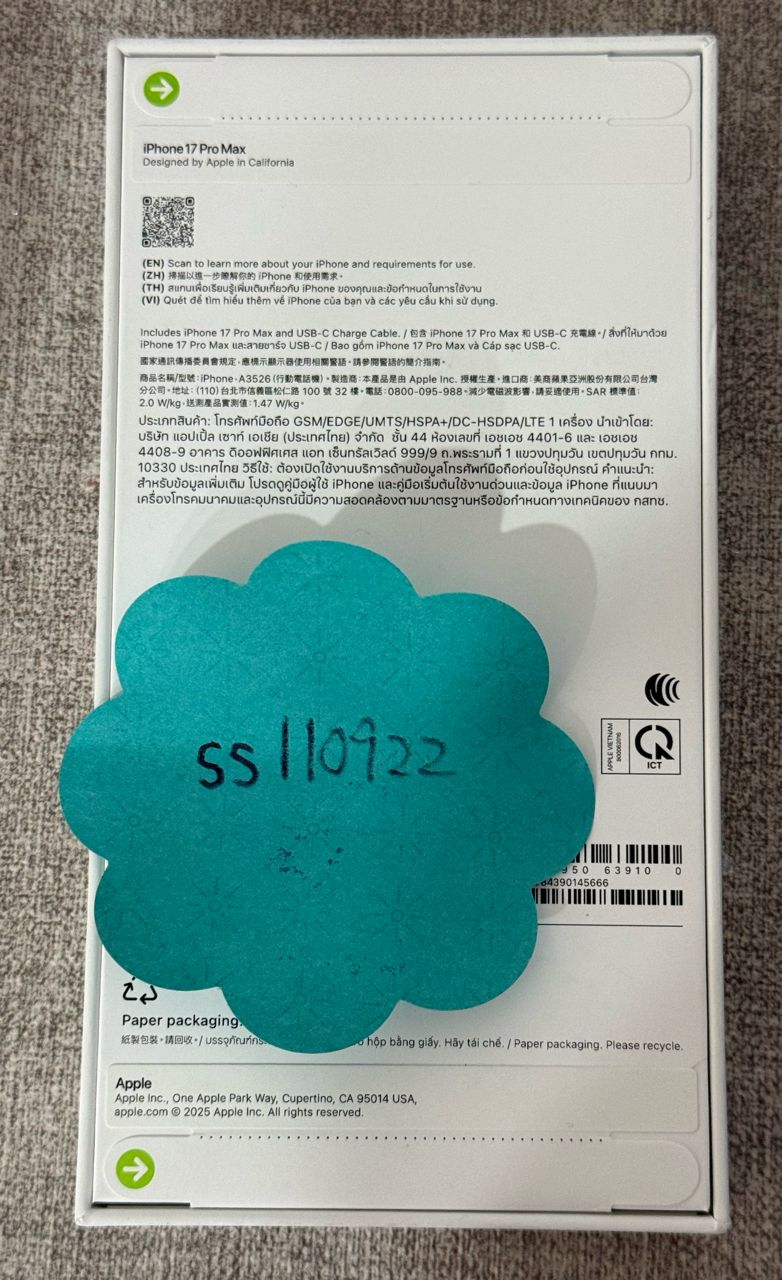 iPhone 17 Pro Max
Designed by Apple in California
(EN) Scan to learn more about your iPhone and requirements for use.
(ZH) 掃描以進一步瞭解你的 iPhone 和使用需求。
(TH) สแกนเพื่อเรียนรู้เพิ่มเติมเกี่ยวกับ iPhone ของคุณและข้อกำหนดในการใช้งาน
(VI) Quét để tìm hiểu thêm về iPhone của bạn và các yêu cầu khi sử dụng.
Includes iPhone 17 Pro Max and USB-C Charge Cable. / 包含 iPhone 17 Pro Max 和 USB-C 充電線。/ สิ่งที่ให้มาด้วย
iPhone 17 Pro Max และสายชาร์จ USB-C / Bao gồm iPhone 17 Pro Max và Cáp sạc USB-C.
國家通訊傳播委員會規定，應標示顯示器使用相關警語。請參閱警語的簡介指南。
商品名稱/型號：iPhone，A3526 (行動電話機)。製造商：本產品是由 Apple Inc. 授權生產。進口商：美商蘋果亞洲股份有限公司台灣
分公司。地址：(110) 台北市信義區松仁路 100 號 32 樓。電話：0800-095-988。減少電磁波影響，請妥適使用。SAR 標準值：
2.0 W/kg，送測產品實測值：1.47 W/kg。
ประเภทสินค้า: โทรศัพท์มือถือ GSM/EDGE/UMTS/HSPA+/DC-HSDPA/LTE 1 เครื่อง นำเข้าโดย:
บริษัท แอปเปิ้ล เซาท์ เอเชีย (ประเทศไทย) จำกัด ชั้น 44 ห้องเลขที่ เอชเอช 4401-6 และ เอชเอช
4408-9 อาคาร ดิออฟฟิศเศส แอท เซ็นทรัลเวิลด์ 999/9 ถ.พระรามที่ 1 แขวงปทุมวัน เขตปทุมวัน กทม.
10330 ประเทศไทย วิธีใช้: ต้องเปิดใช้งานบริการด้านข้อมูลโทรศัพท์มือถือก่อนใช้อุปกรณ์ คำแนะนำ:
สำหรับข้อมูลเพิ่มเติม โปรดดูคู่มือผู้ใช้ iPhone และคู่มือเริ่มต้นใช้งานด่วนและข้อมูล iPhone ที่แนบมา
เครื่องโทรคมนาคมและอุปกรณ์นี้มีความสอดคล้องตามมาตรฐานหรือข้อกำหนดทางเทคนิคของ กสทช.
APPLE VIETNAM
ICT
ss110922
950 63910 0
84390145666
Paper packaging.
紙製包裝。請回收。/ hộp bằng giấy. Hãy tái chế. / Paper packaging. Please recycle.
Apple
Apple Inc., One Apple Park Way, Cupertino, CA 95014 USA,
apple.com © 2025 Apple Inc. All rights reserved.